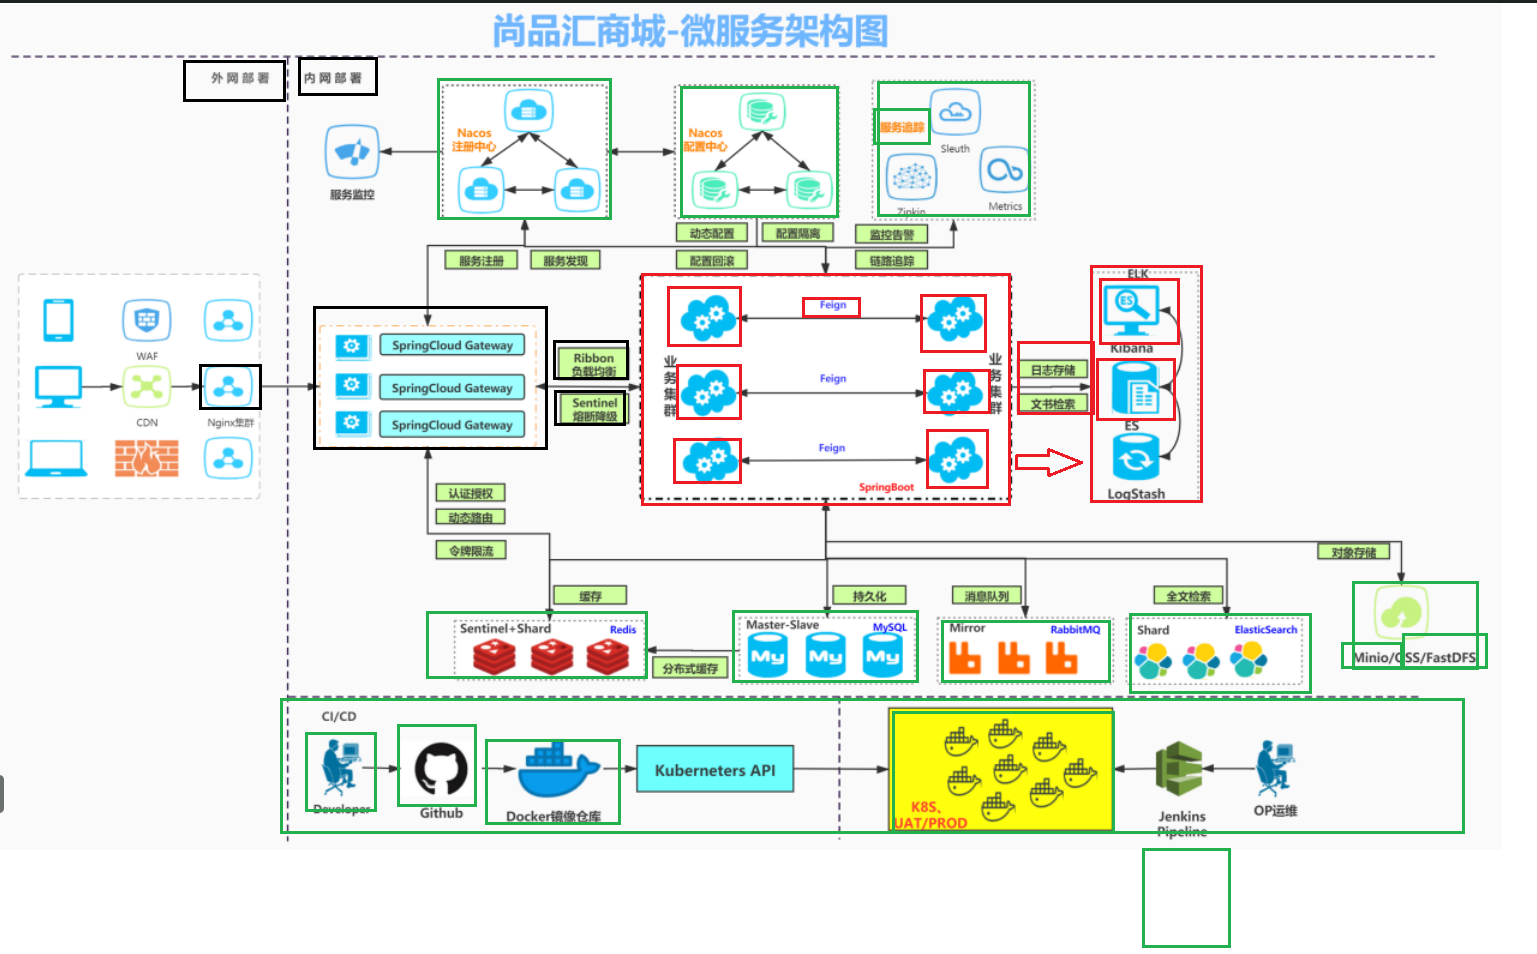 尚品汇商城-微服务架构图
外网部署
内网部署
Nacos
注册中心
Nacos
配置中心
服务追踪
Sleuth
Zipkin
Metrics
服务监控
动态配置
配置隔离
监控告警
服务注册
服务发现
配置回滚
链路追踪
WAF
CDN
Nginx集群
SpringCloud Gateway
SpringCloud Gateway
SpringCloud Gateway
Ribbon
负载均衡
Sentinel
熔断降级
业务集群
Feign
Feign
Feign
业务集群
SpringBoot
ELK
ES
Kibana
日志存储
文书检索
ES
LogStash
认证授权
动态路由
令牌限流
对象存储
缓存
持久化
消息队列
全文检索
Sentinel+Shard
Redis
分布式缓存
Master-Slave
MySQL
My
My
My
Mirror
RabbitMQ
Shard
ElasticSearch
Minio/OSS/FastDFS
CI/CD
Developer
Github
Docker镜像仓库
Kuberneters API
K8S、
UAT/PROD
Jenkins
Pipeline
OP运维